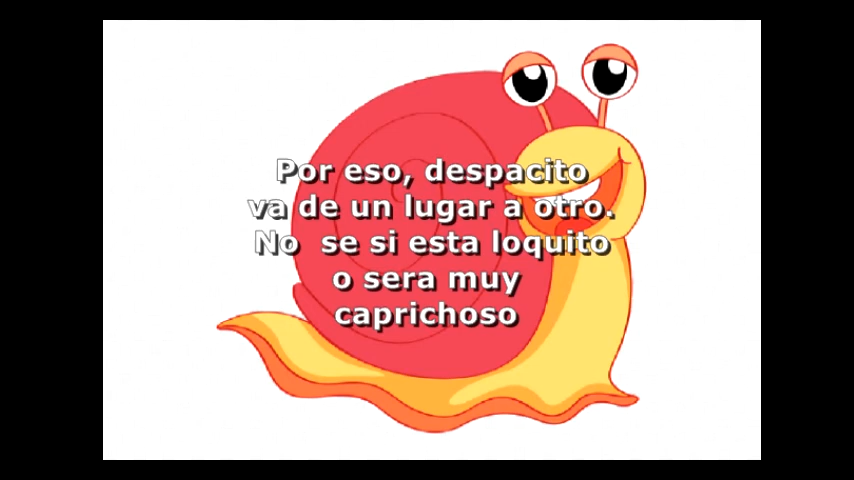 Por eso, despacito
va de un lugar a otro.
No  se si esta loquito
o sera muy
caprichoso